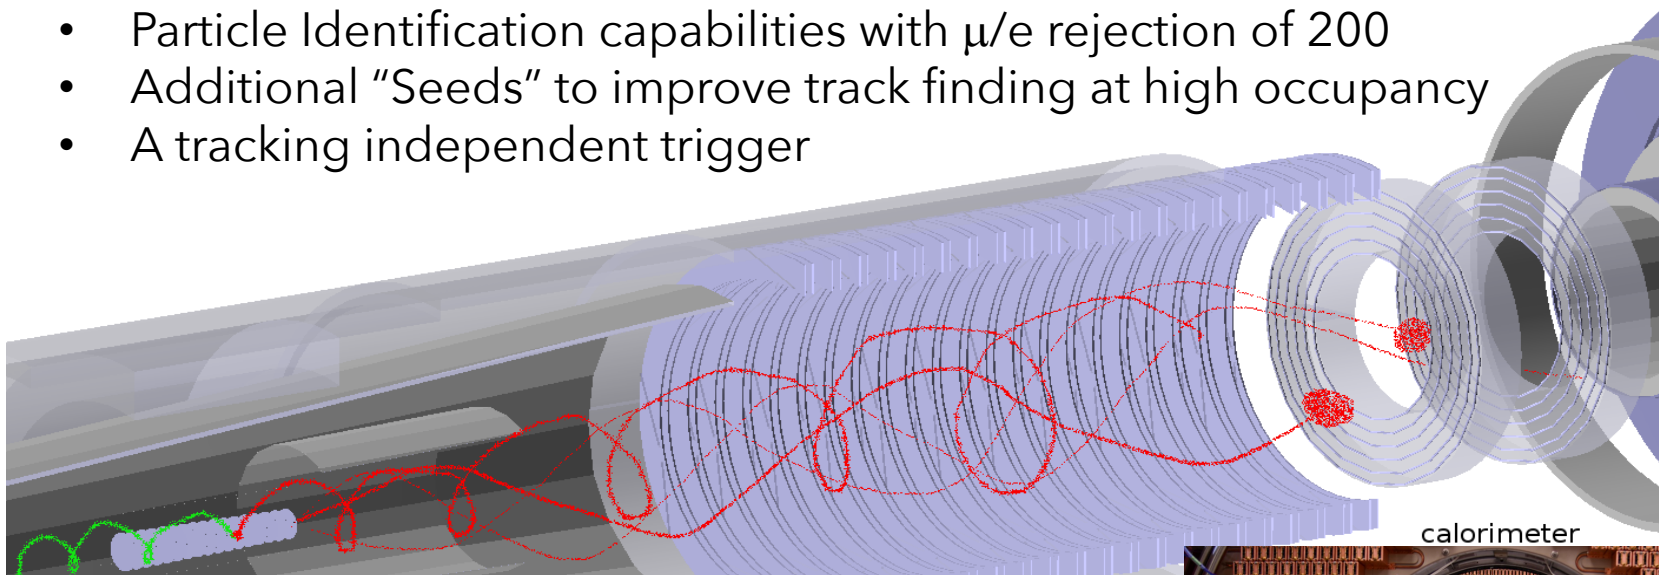 • Particle Identification capabilities with μ/e rejection of 200
• Additional “Seeds” to improve track finding at high occupancy
• A tracking independent trigger
calorimeter